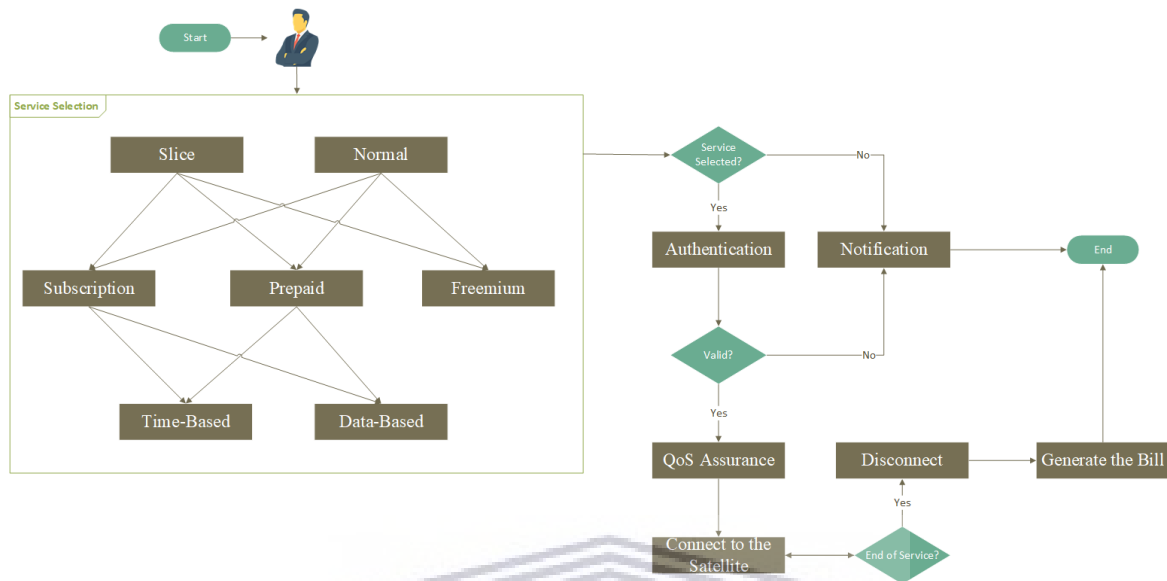 Start
Service Selection
Slice
Normal
Service
Selected?
No
Yes
Subscription
Prepaid
Freemium
Authentication
Notification
End
Valid?
No
Yes
Time-Based
Data-Based
QoS Assurance
Disconnect
Generate the Bill
Yes
Connect to the
Satellite
End of Service?